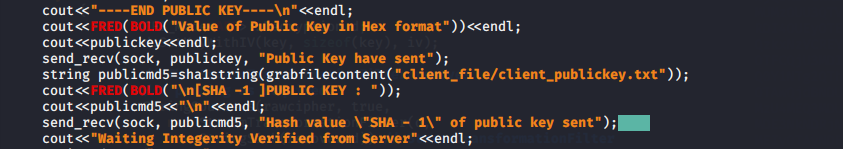 cout<<"----END PUBLIC KEY----\n"<<endl;
cout<<FRED(BOLD("Value of Public Key in Hex format"))<<endl;
cout<<publickey<<endl;
send_recv(sock, publickey, "Public Key have sent");
string publicmd5=sha1string(grabfilecontent("client_file/client_publickey.txt"));
cout<<FRED(BOLD("\n[SHA -1 ]PUBLIC KEY : "));
cout<<publicmd5<<"\n"<<endl;
send_recv(sock, publicmd5, "Hash value \"SHA - 1\" of public key sent");
cout<<"Waiting Integerity Verified from Server"<<endl;